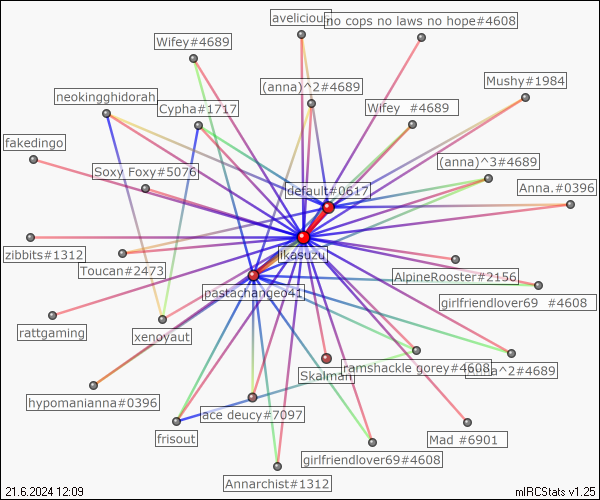 avelicious
no cops no laws no hope#4608
Wifey#4689
(anna)^2#4689
Mushy#1984
neokingghidorah
Cypha#1717
Wifey #4689
fakedingo
(anna)^3#4689
Soxy Foxy#5076
default#0617
Anna.#0396
zibbits#1312
likasuzu
Toucan#2473
AlpineRooster#2156
pastachangeo41
girlfriendlover69 #4608
rattgaming
xenoyaut
ramshackle gorey#4608
Skalman
^2#4689
hypomanianna#0396
ace deucy#7097
frisout
Mad #6901
girlfriendlover69#4608
Annarchist#1312
21.6.2024 12:09
mIRCStats v1.25